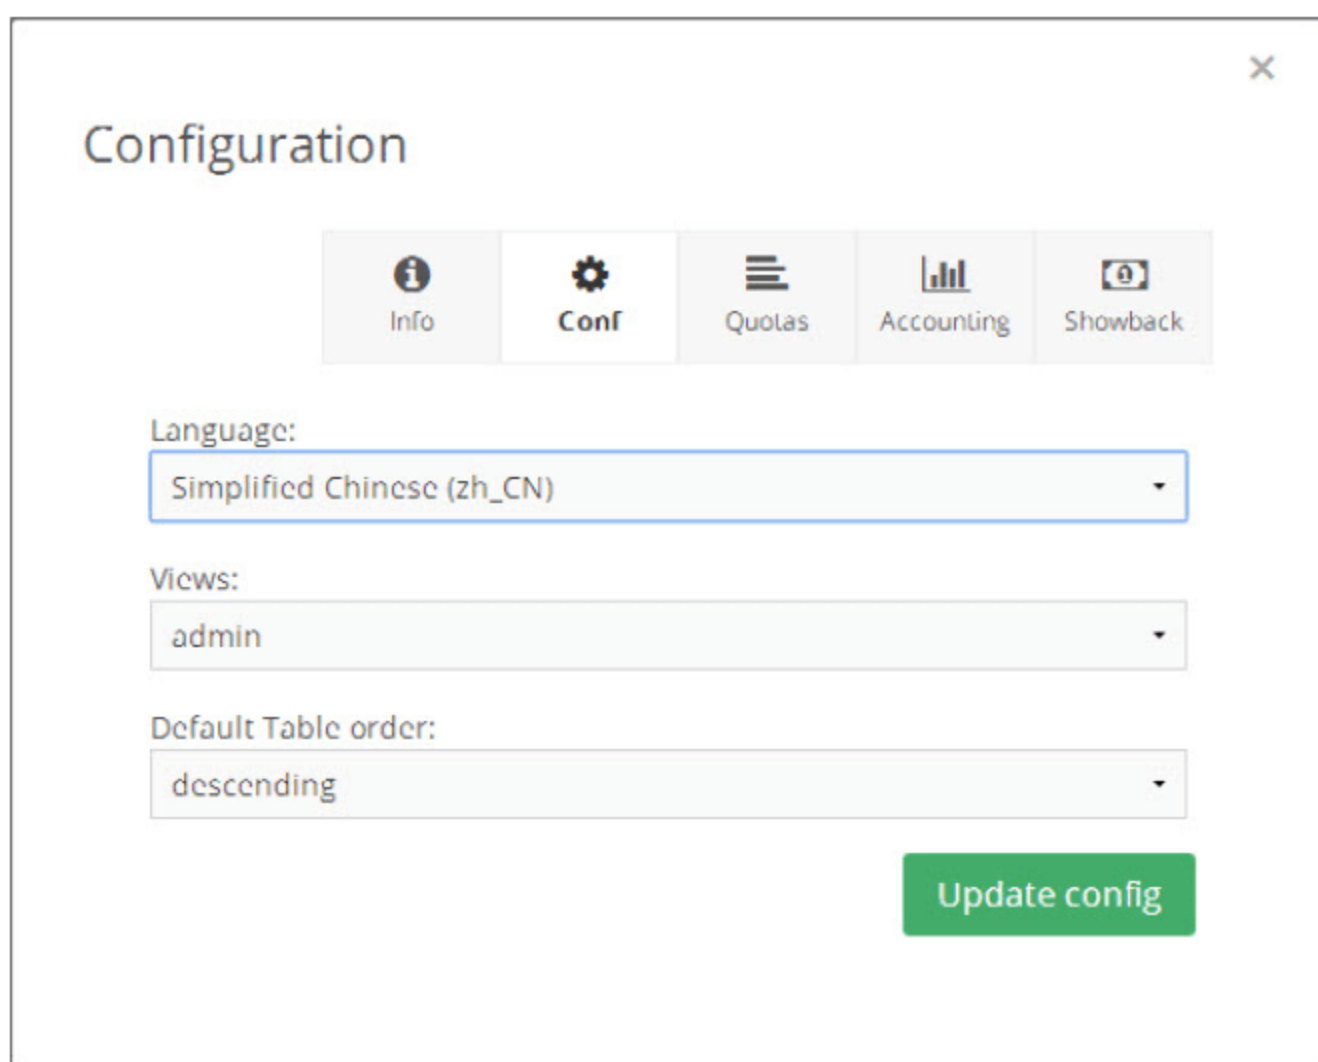 Configuration
Info Conf Quotas Accounting Showback
Language:
Simplified Chinese (zh_CN)
Views:
admin
Default Table order:
descending
Update config